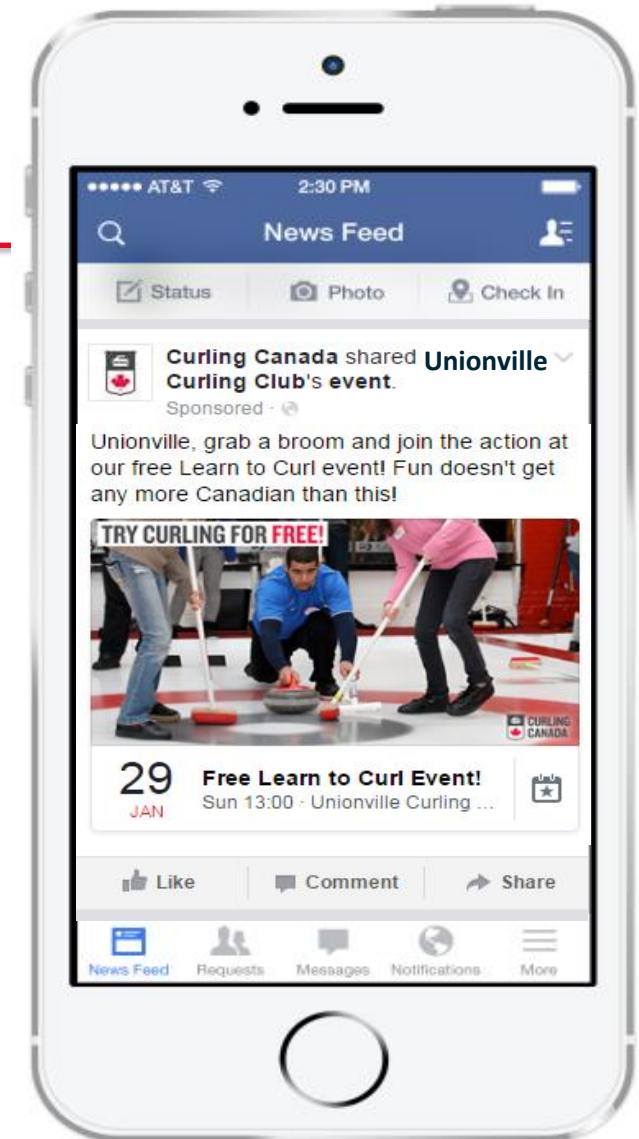 AT&T 2:30 PM
News Feed
Status Photo Check In
Curling Canada shared Unionville
Curling Club's event.
Sponsored ·
Unionville, grab a broom and join the action at
our free Learn to Curl event! Fun doesn't get
any more Canadian than this!
TRY CURLING FOR FREE!
CURLING
CANADA
29
JAN
Free Learn to Curl Event!
Sun 13:00 · Unionville Curling ...
Like Comment Share
News Feed Requests Messages Notifications More